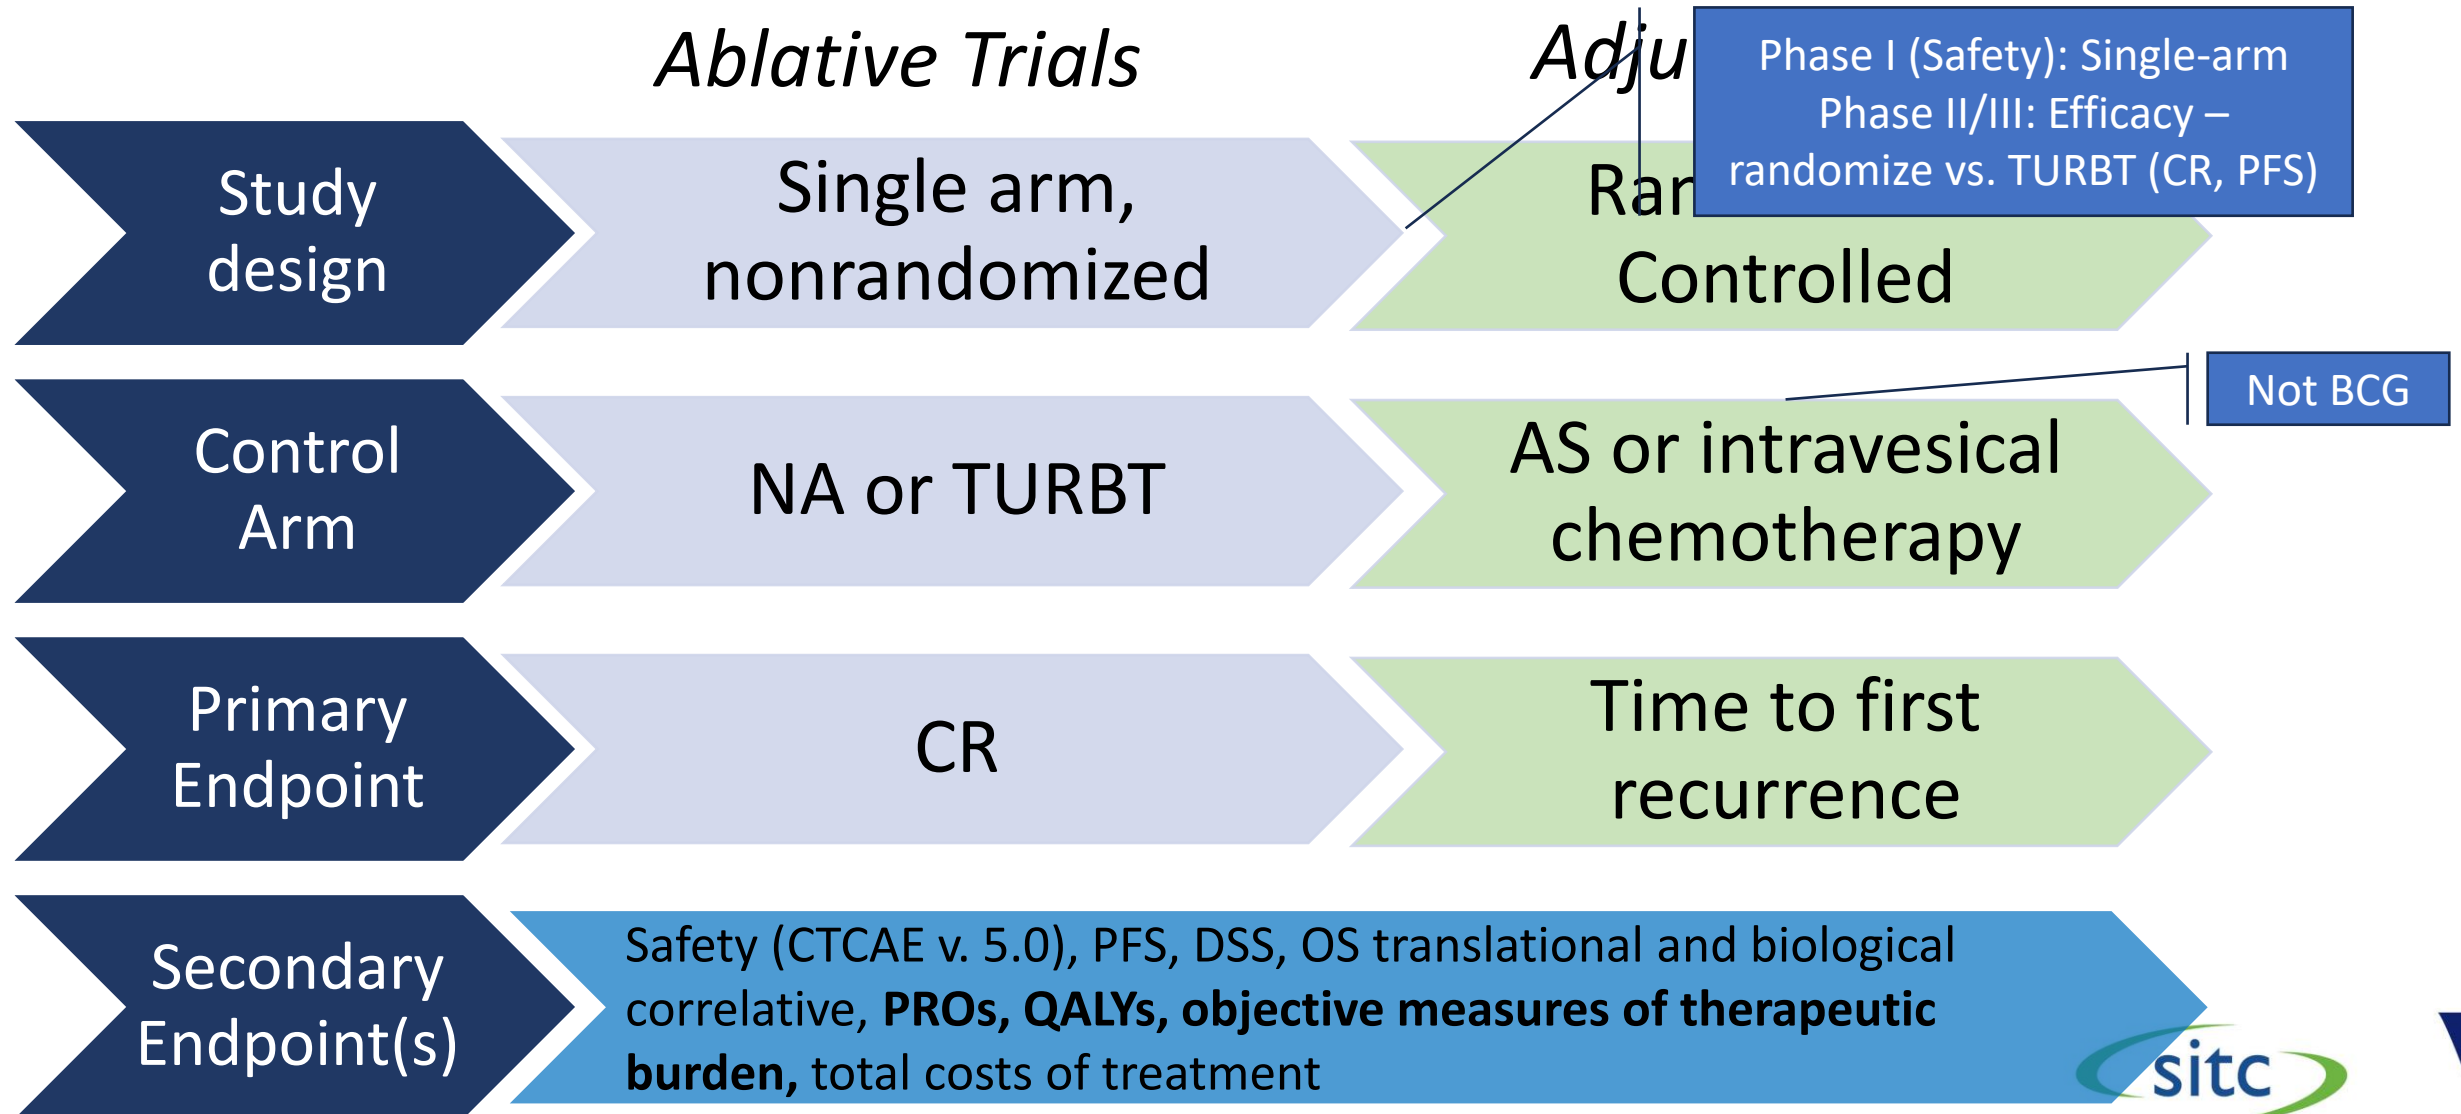 Ablative Trials
Adju
Phase I (Safety): Single-arm
Phase II/III: Efficacy –
randomize vs. TURBT (CR, PFS)
Study
design
Single arm,
nonrandomized
Controlled
Control
Arm
NA or TURBT
AS or intravesical
chemotherapy
Not BCG
Primary
Endpoint
CR
Time to first
recurrence
Secondary
Endpoint(s)
Safety (CTCAE v. 5.0), PFS, DSS, OS translational and biological
correlative, PROs, QALYs, objective measures of therapeutic
burden, total costs of treatment
sitc